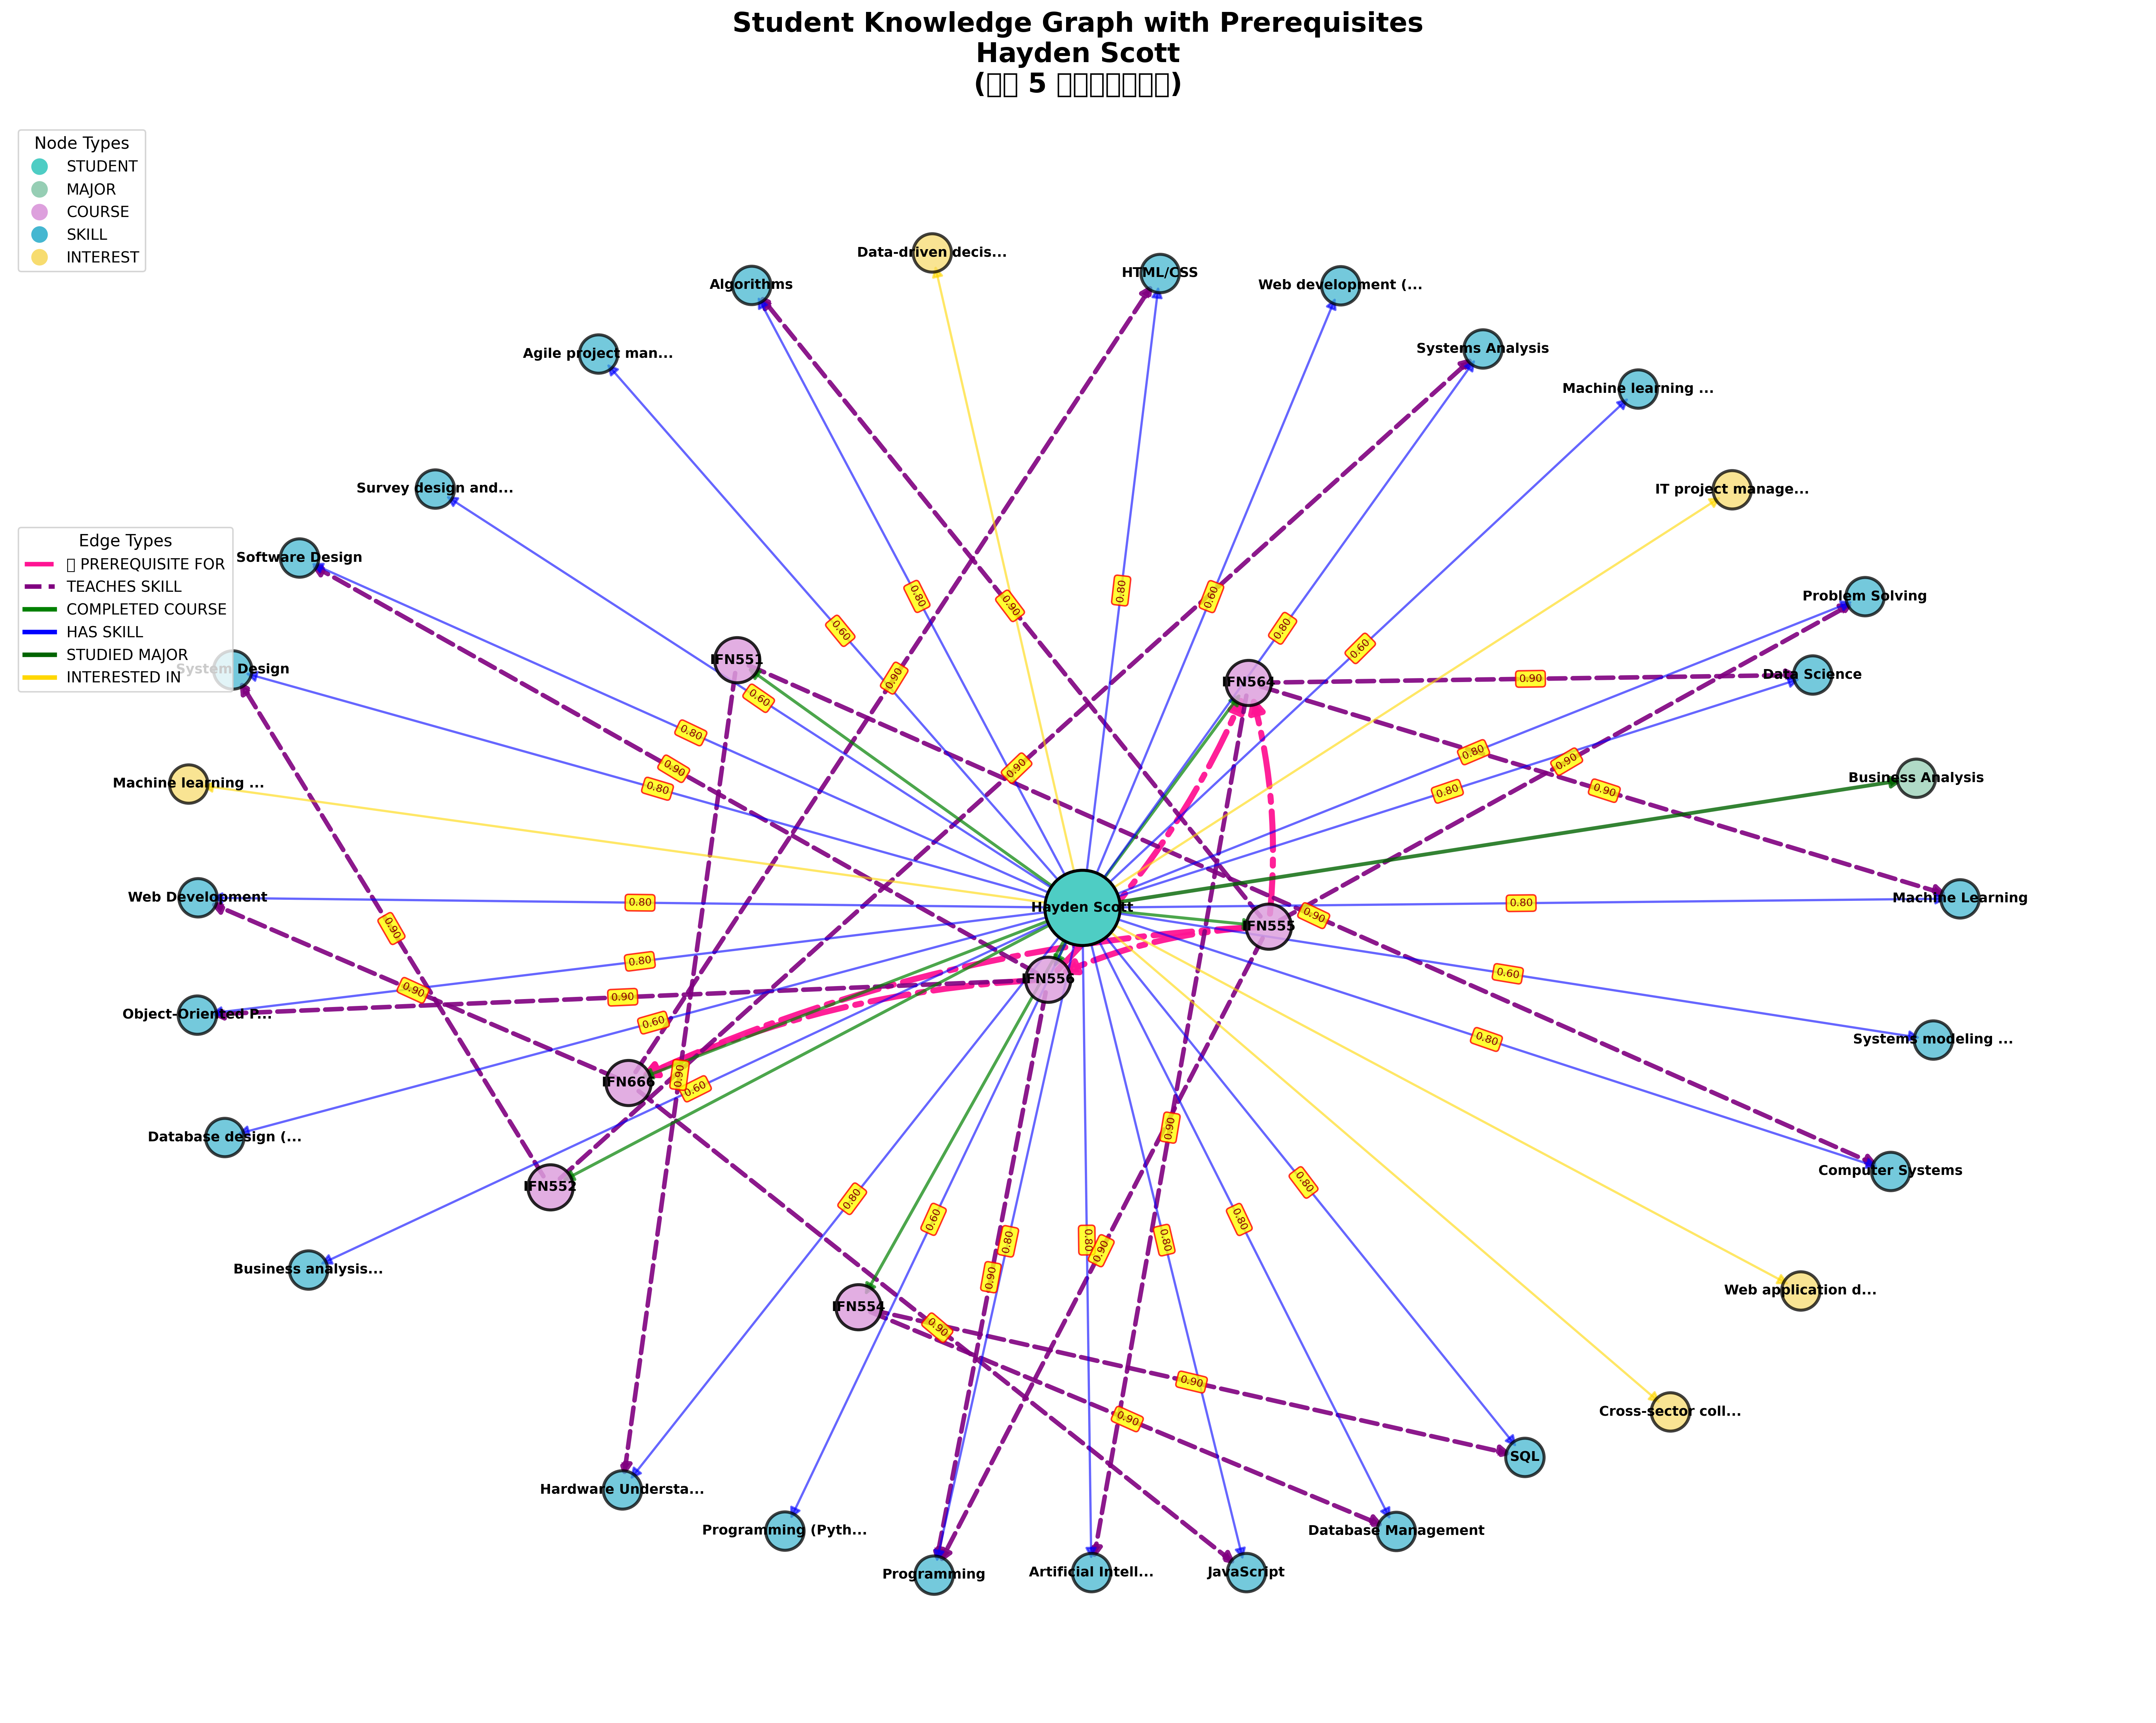 Student Knowledge Graph with Prerequisites
Hayden Scott
( 5 )
Node Types
STUDENT
MAJOR
COURSE
SKILL
INTEREST
Data-driven decis...
HTML/CSS
Algorithms
Web development (...
Agile project man...
Systems Analysis
Machine learning ...
Survey design and...
IT project manage...
Edge Types
PREREQUISITE FOR
TEACHES SKILL
COMPLETED COURSE
HAS SKILL
STUDIED MAJOR
INTERESTED IN
Software Design
Problem Solving
System Design
IFN551
IFN564
Data Science
Machine learning ...
Business Analysis
Web Development
Hayden Scott
Machine Learning
IFN555
IFN556
Object-Oriented P...
Systems modeling ...
IFN666
Database design (...
IFN552
Computer Systems
Business analysis...
Web application d...
IFN554
Cross-sector coll...
SQL
Hardware Understa...
Programming (Pyth...
Database Management
Programming
Artificial Intell...
JavaScript
0.80
0.60
0.80
0.90
0.60
0.80
0.60
0.60
0.90
0.60
0.80
0.90
0.90
0.80
0.80
0.90
0.90
0.80
0.90
0.80
0.80
0.90
0.90
0.80
0.90
0.60
0.90
0.80
0.60
0.80
0.90
0.60
0.90
0.80
0.80
0.60
0.80
0.80
0.80
0.80
0.90
0.90
0.90
0.90
0.90